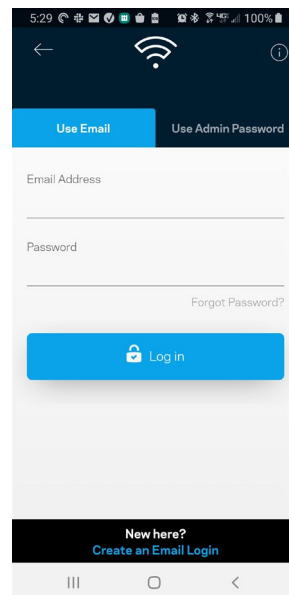 5:29 100%
Use Email Use Admin Password
Email Address
Password
Forgot Password?
Log in
New here?
Create an Email Login